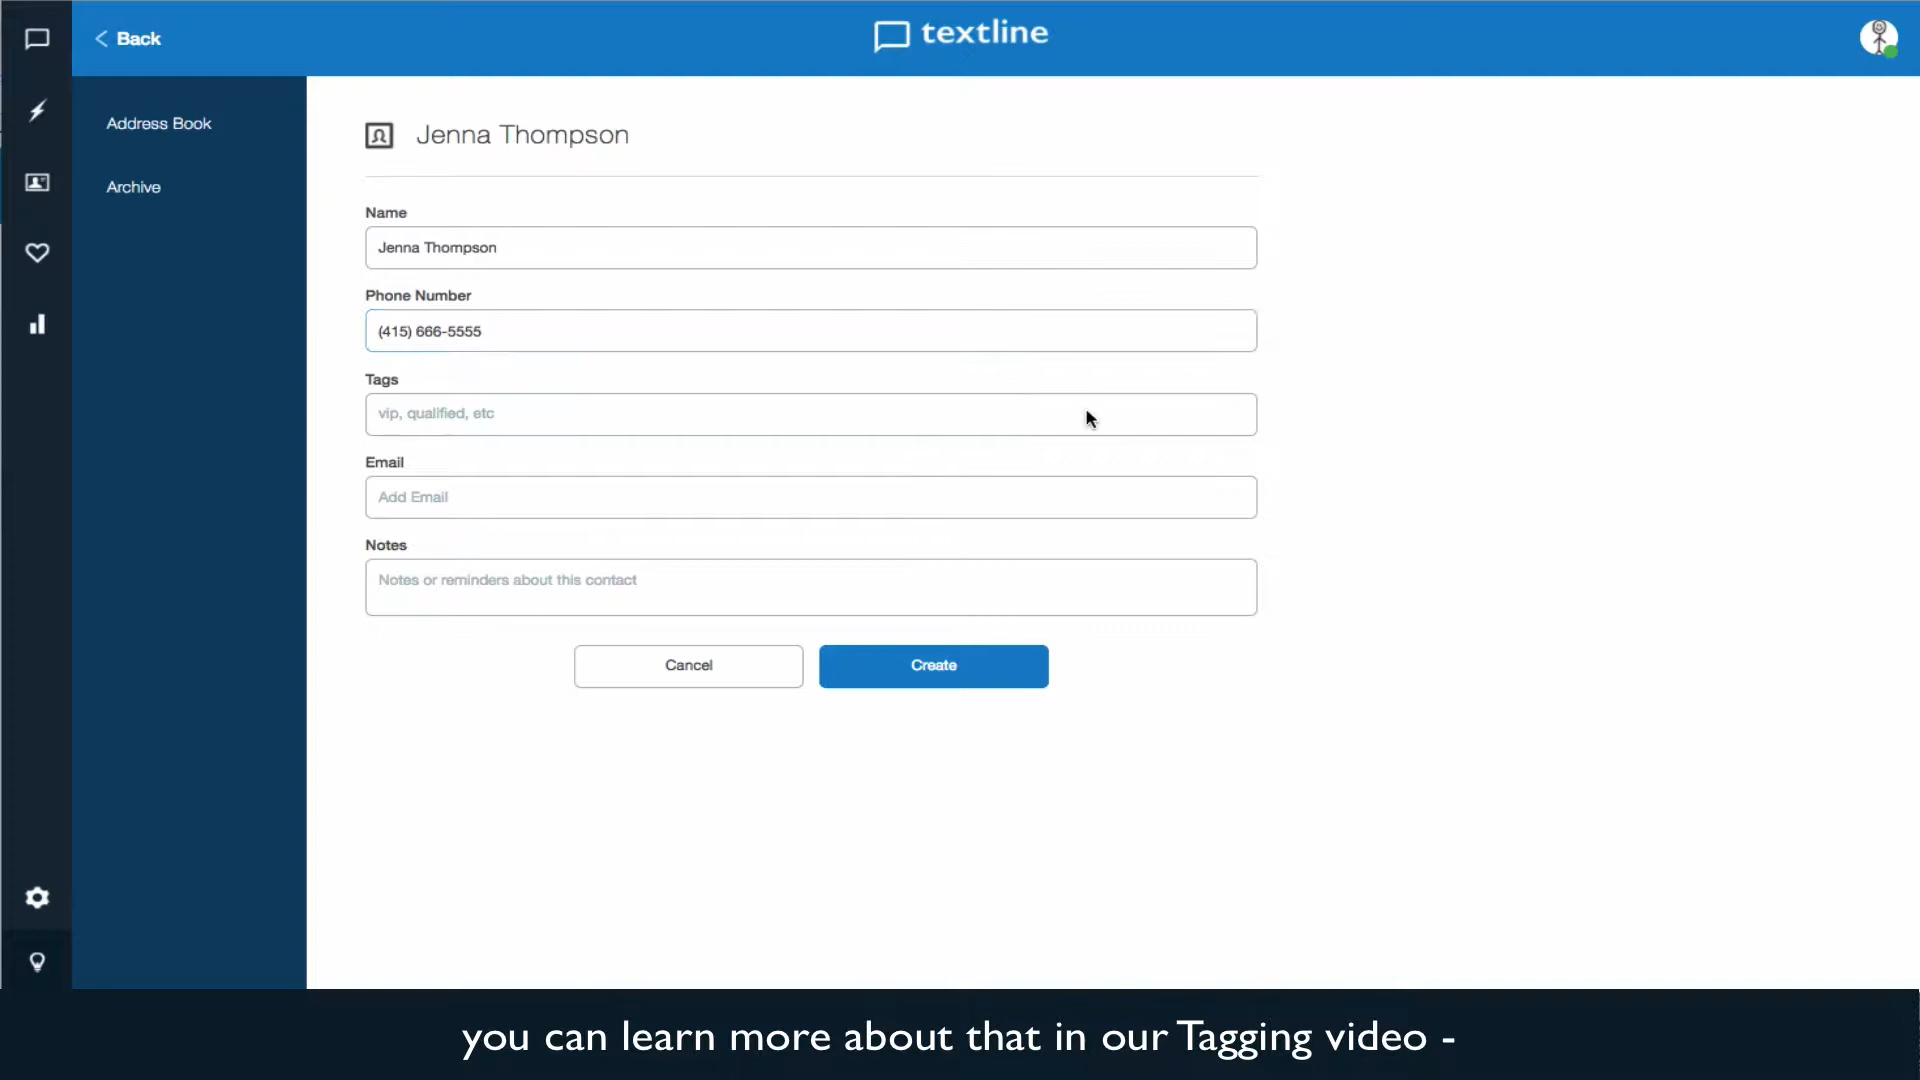 Back
textline
Address Book
Archive
Jenna Thompson
Name
Jenna Thompson
Phone Number
(415) 666-5555
Tags
vip, qualified, etc
Email
Add Email
Notes
Notes or reminders about this contact
Cancel
Create
you can learn more about that in our Tagging video -